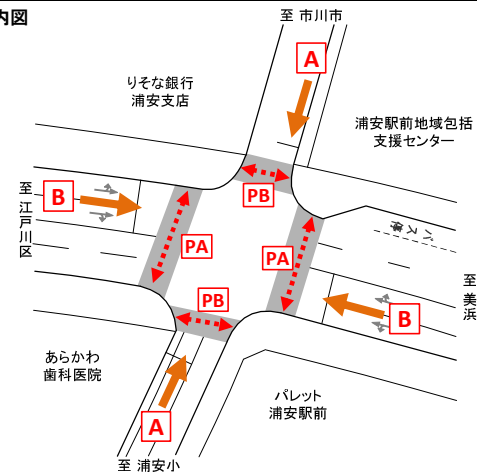 内図
至 市川市
A
りそな銀行
浦安支店
浦安駅前地域包括
支援センター
PB
至 江戸川区
B
PA
PA
バス停
至 美浜
PB
B
あらかわ
歯科医院
パレット
浦安駅前
A
至 浦安小